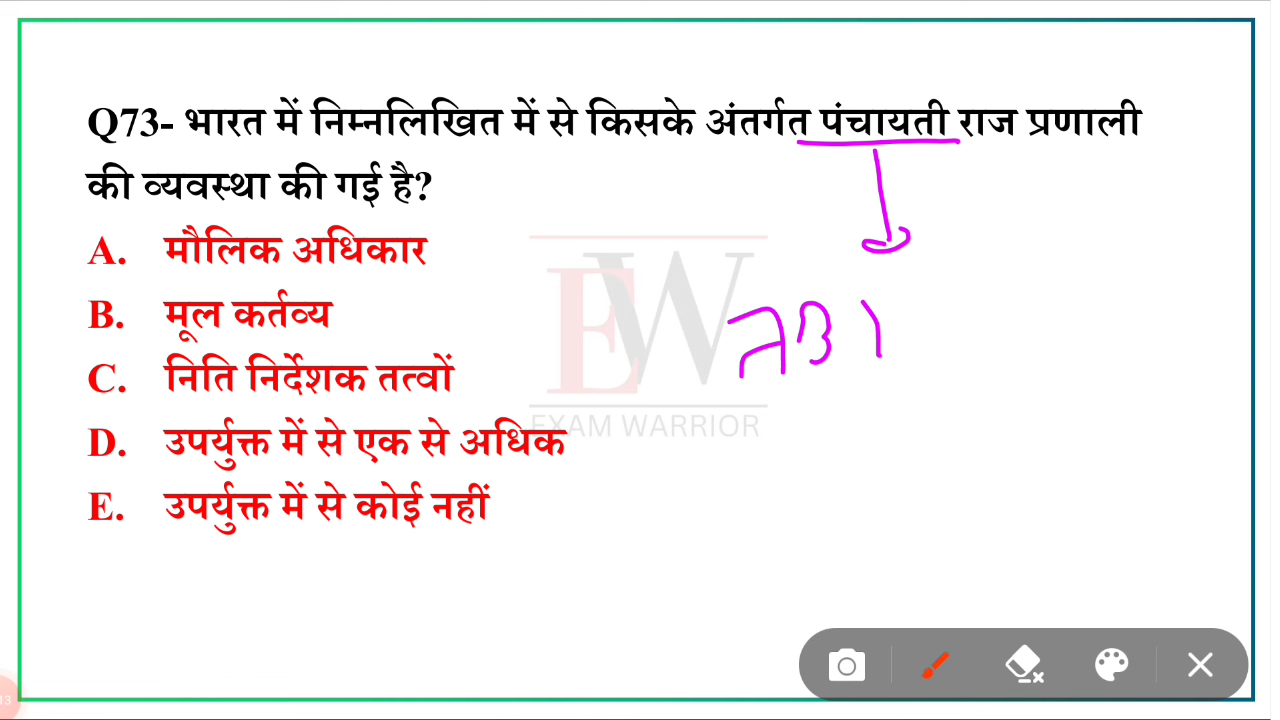 Q73- भारत में निम्नलिखित में से किसके अंतर्गत पंचायती राज प्रणाली
की व्यवस्था की गई है?
A. मौलिक अधिकार
B. मूल कर्तव्य
C. निति निर्देशक तत्वों
D. उपर्युक्त में से एक से अधिक
E. उपर्युक्त में से कोई नहीं
EW
EXAM WARRIOR